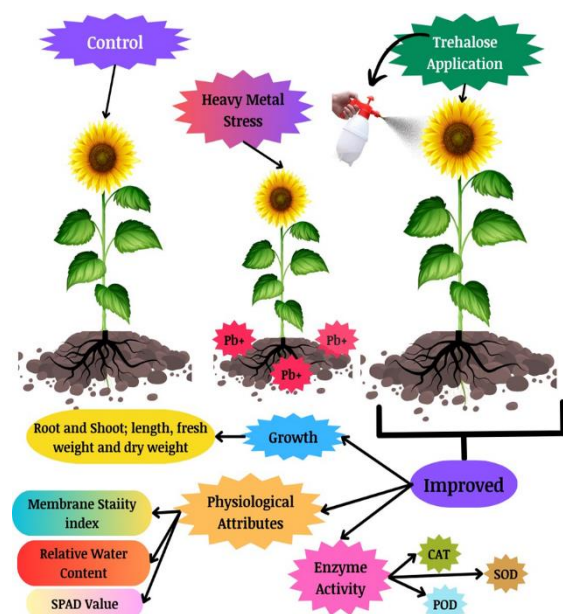 Control
Trehalose
Application
Heavy Metal
Stress
Pb+
Pb+
Pb+
Root and Shoot; length, fresh
weight and dry weight
Growth
Improved
Membrane Staiity
index
Physiological
Attributes
Relative Water
Content
SPAD Value
Enzyme
Activity
CAT
SOD
POD